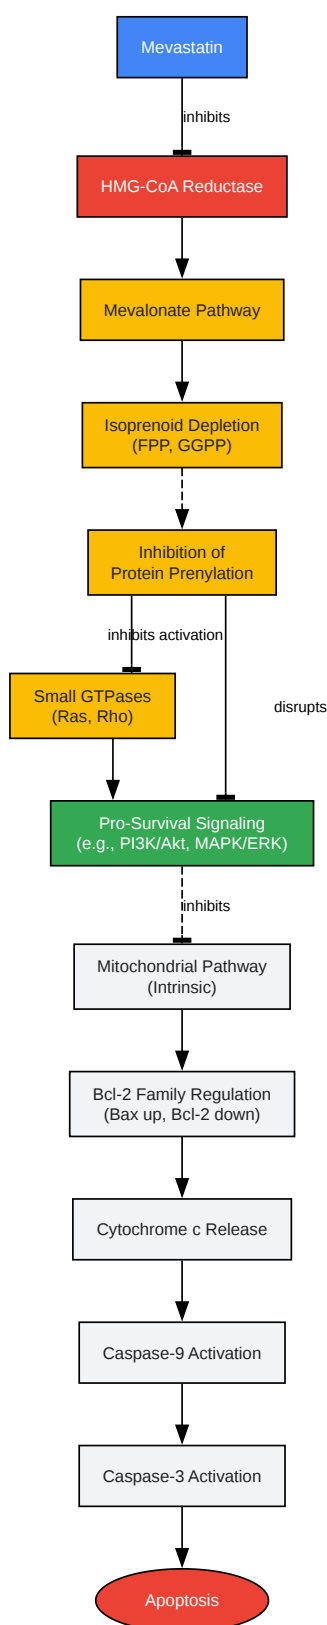 Mevastatin
inhibits
HMG-CoA Reductase
Mevalonate Pathway
Isoprenoid Depletion
(FPP, GGPP)
Inhibition of
Protein Prenylation
inhibits activation
Small GTPases
(Ras, Rho)
disrupts
Pro-Survival Signaling
(e.g., PI3K/Akt, MAPK/ERK)
inhibits
Mitochondrial Pathway
(Intrinsic)
Bcl-2 Family Regulation
(Bax up, Bcl-2 down)
Cytochrome c Release
Caspase-9 Activation
Caspase-3 Activation
Apoptosis